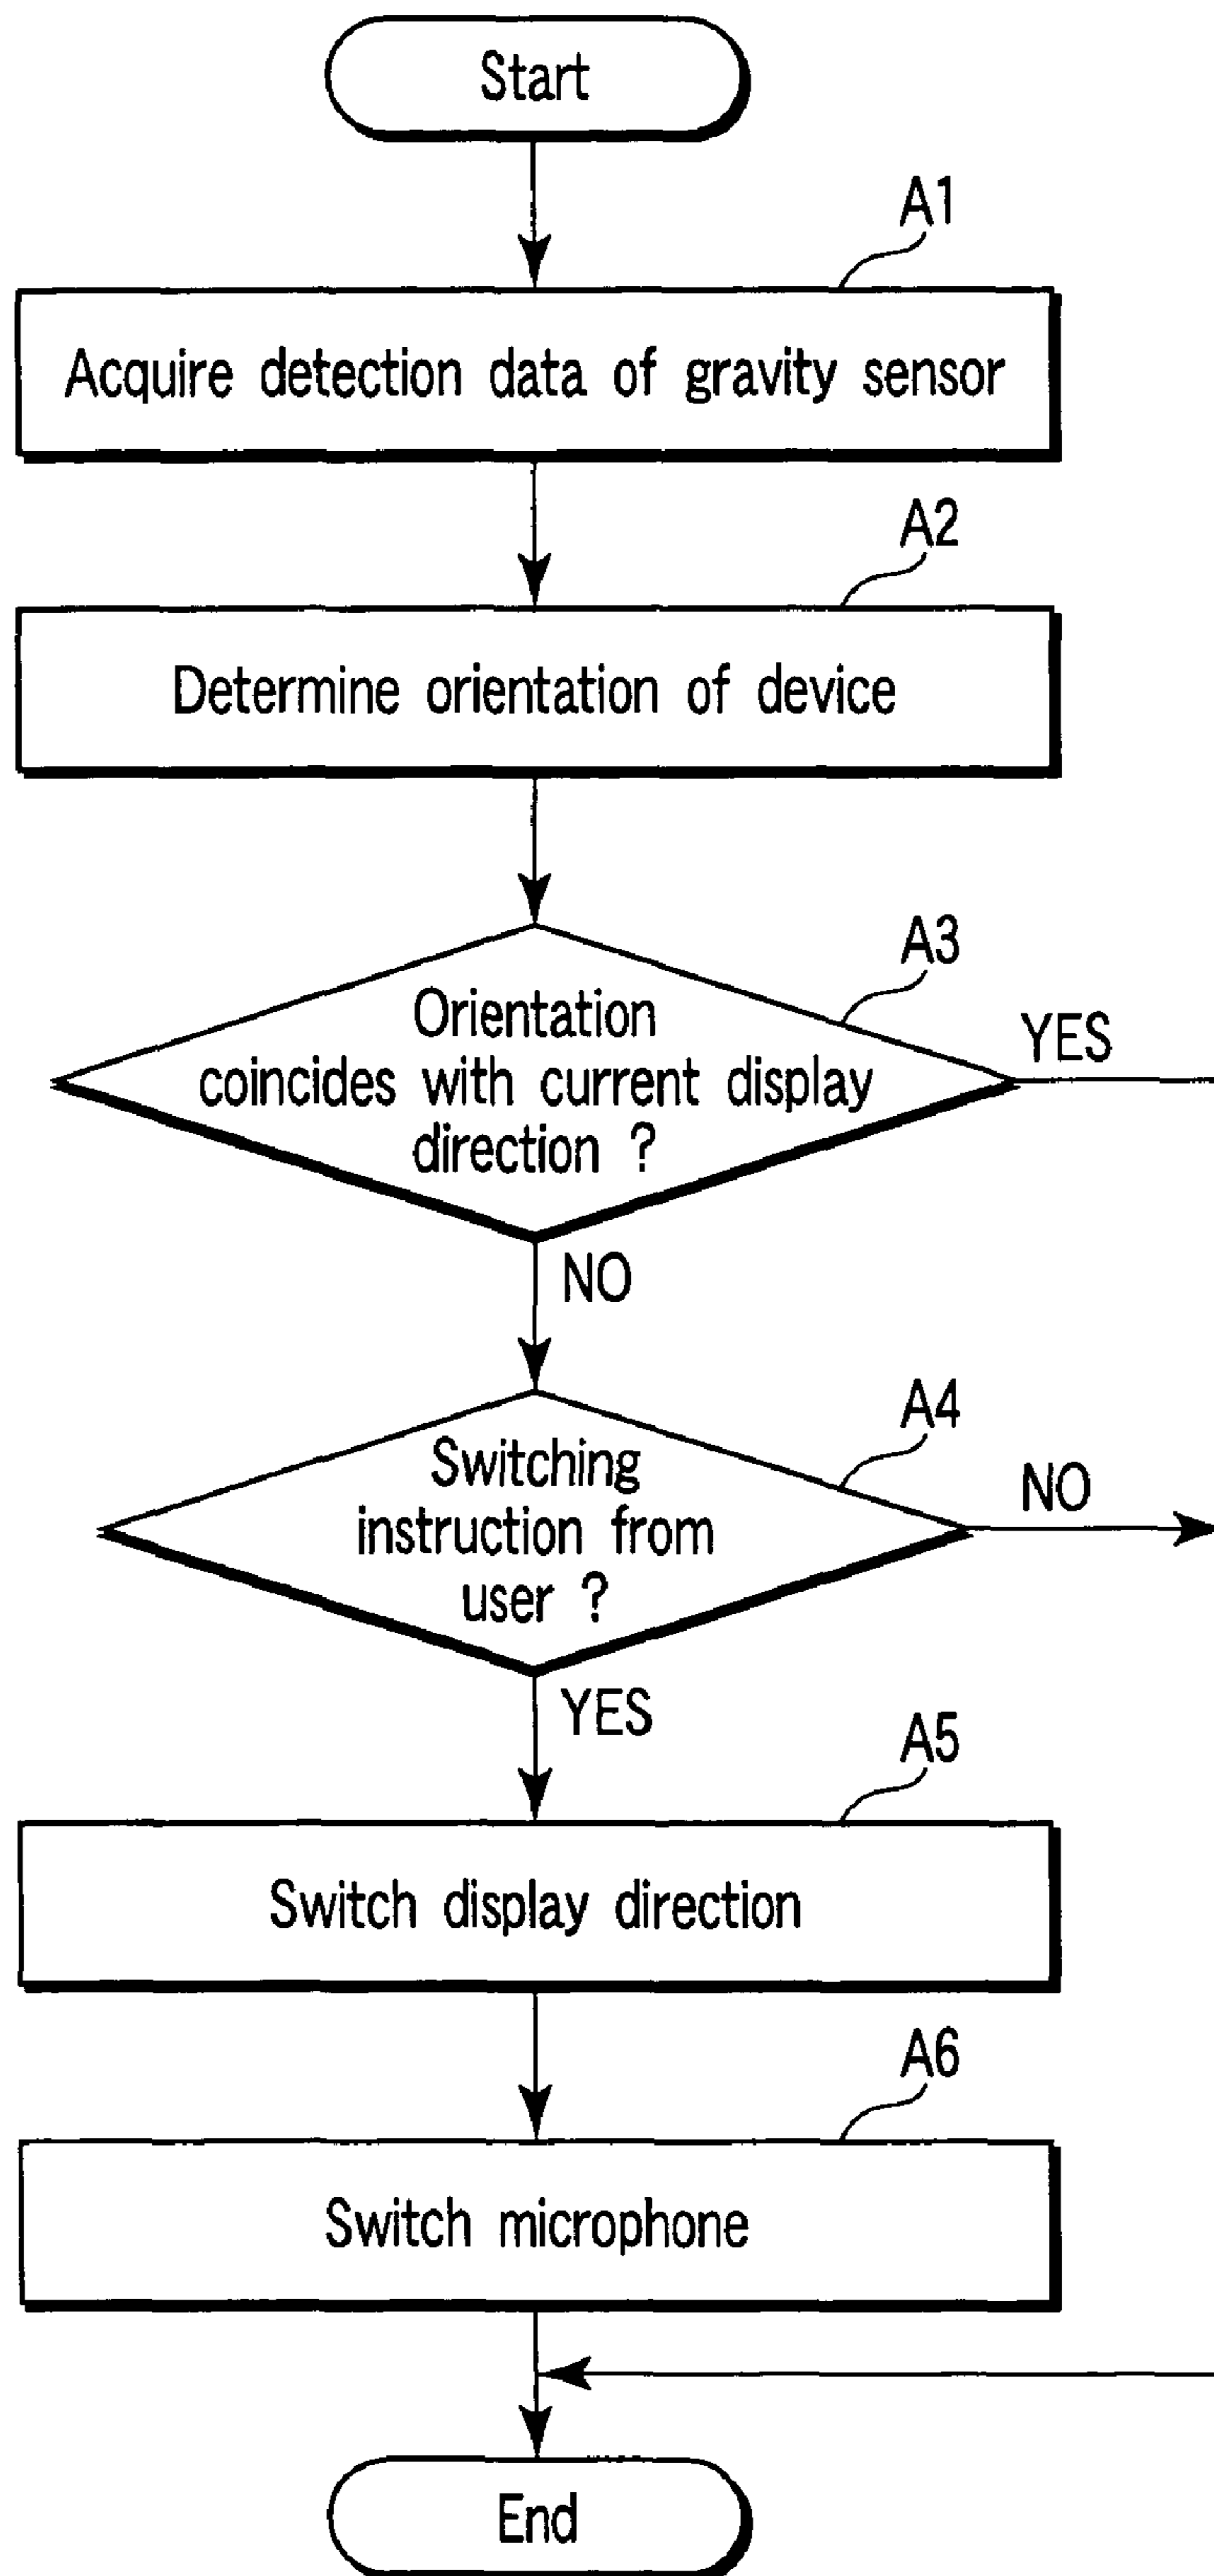 Start
A1
Acquire detection data of gravity sensor
A2
Determine orientation of device
A3
Orientation
coincides with current display
direction ?
YES
NO
A4
Switching
instruction from
user ?
NO
YES
A5
Switch display direction
A6
Switch microphone
End